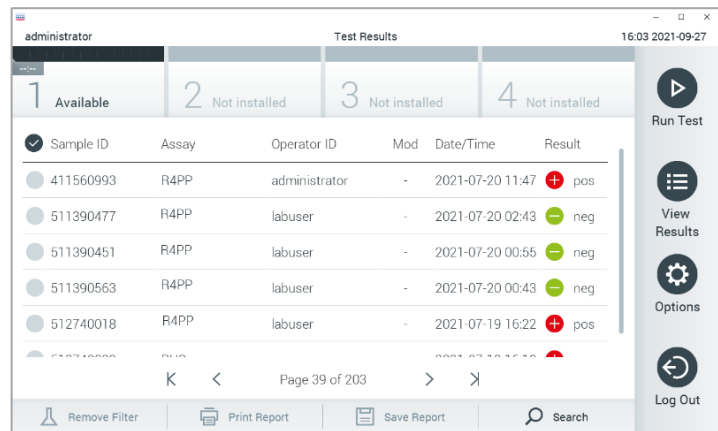 administrator Test Results 16:03 2021-09-27
--:--
1 Available 2 Not installed 3 Not installed 4 Not installed
Run Test
Sample ID Assay Operator ID Mod Date/Time Result
411560993 R4PP administrator - 2021-07-20 11:47 pos
511390477 R4PP labuser - 2021-07-20 02:43 neg
View
Results
511390451 R4PP labuser - 2021-07-20 00:55 neg
511390563 R4PP labuser - 2021-07-20 00:43 neg
Options
512740018 R4PP labuser - 2021-07-19 16:22 pos
Page 39 of 203
Log Out
Remove Filter Print Report Save Report Search